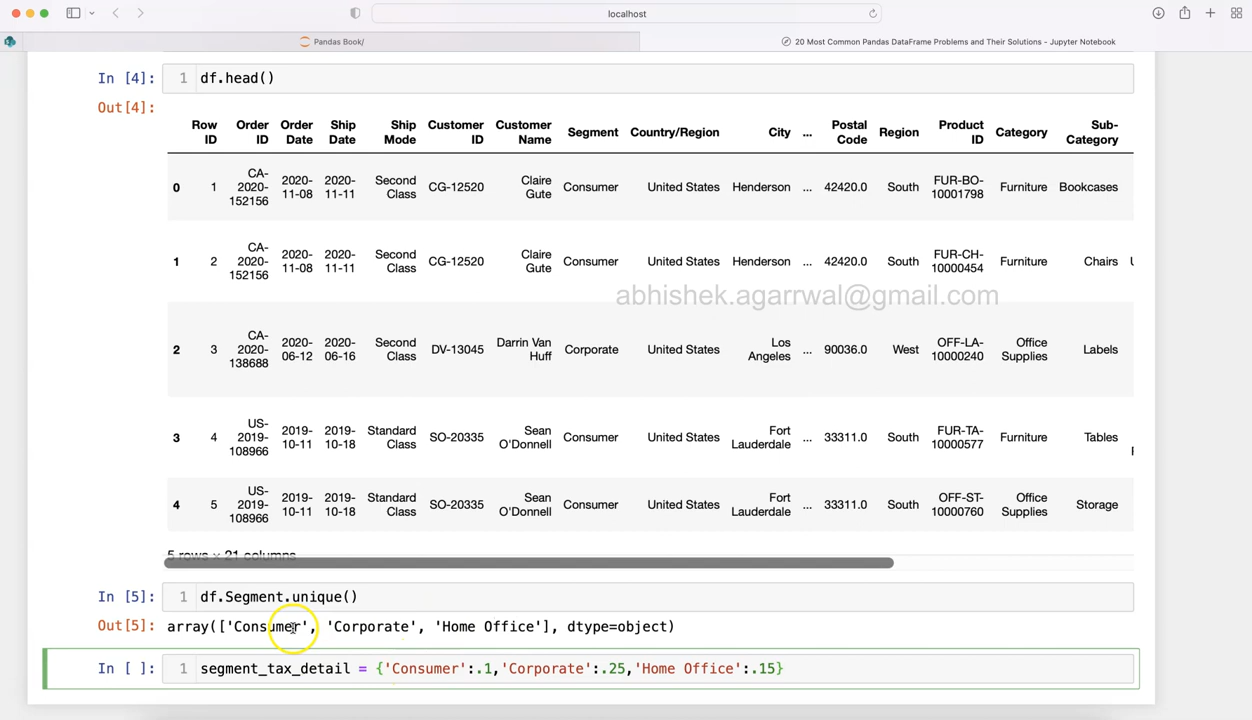 localhost
Pandas Book/
20 Most Common Pandas DataFrame Problems and Their Solutions - Jupyter Notebook
In [4]: 1 df.head()
Out[4]:
Row ID Order ID Order Date Ship Date Ship Mode Customer ID Customer Name Segment Country/Region City ... Postal Code Region Product ID Category Sub-Category
0 1 CA-2020-152156 2020-11-08 2020-11-11 Second Class CG-12520 Claire Gute Consumer United States Henderson ... 42420.0 South FUR-BO-10001798 Furniture Bookcases
1 2 CA-2020-152156 2020-11-08 2020-11-11 Second Class CG-12520 Claire Gute Consumer United States Henderson ... 42420.0 South FUR-CH-10000454 Furniture Chairs
abhishek.agarrwal@gmail.com
2 3 CA-2020-138688 2020-06-12 2020-06-16 Second Class DV-13045 Darrin Van Huff Corporate United States Los Angeles ... 90036.0 West OFF-LA-10000240 Office Supplies Labels
3 4 US-2019-108966 2019-10-11 2019-10-18 Standard Class SO-20335 Sean O'Donnell Consumer United States Fort Lauderdale ... 33311.0 South FUR-TA-10000577 Furniture Tables
4 5 US-2019-108966 2019-10-11 2019-10-18 Standard Class SO-20335 Sean O'Donnell Consumer United States Fort Lauderdale ... 33311.0 South OFF-ST-10000760 Office Supplies Storage
5 rows × 21 columns
In [5]: 1 df.Segment.unique()
Out[5]: array(['Consumer', 'Corporate', 'Home Office'], dtype=object)
In [ ]: 1 segment_tax_detail = {'Consumer':.1,'Corporate':.25,'Home Office':.15}